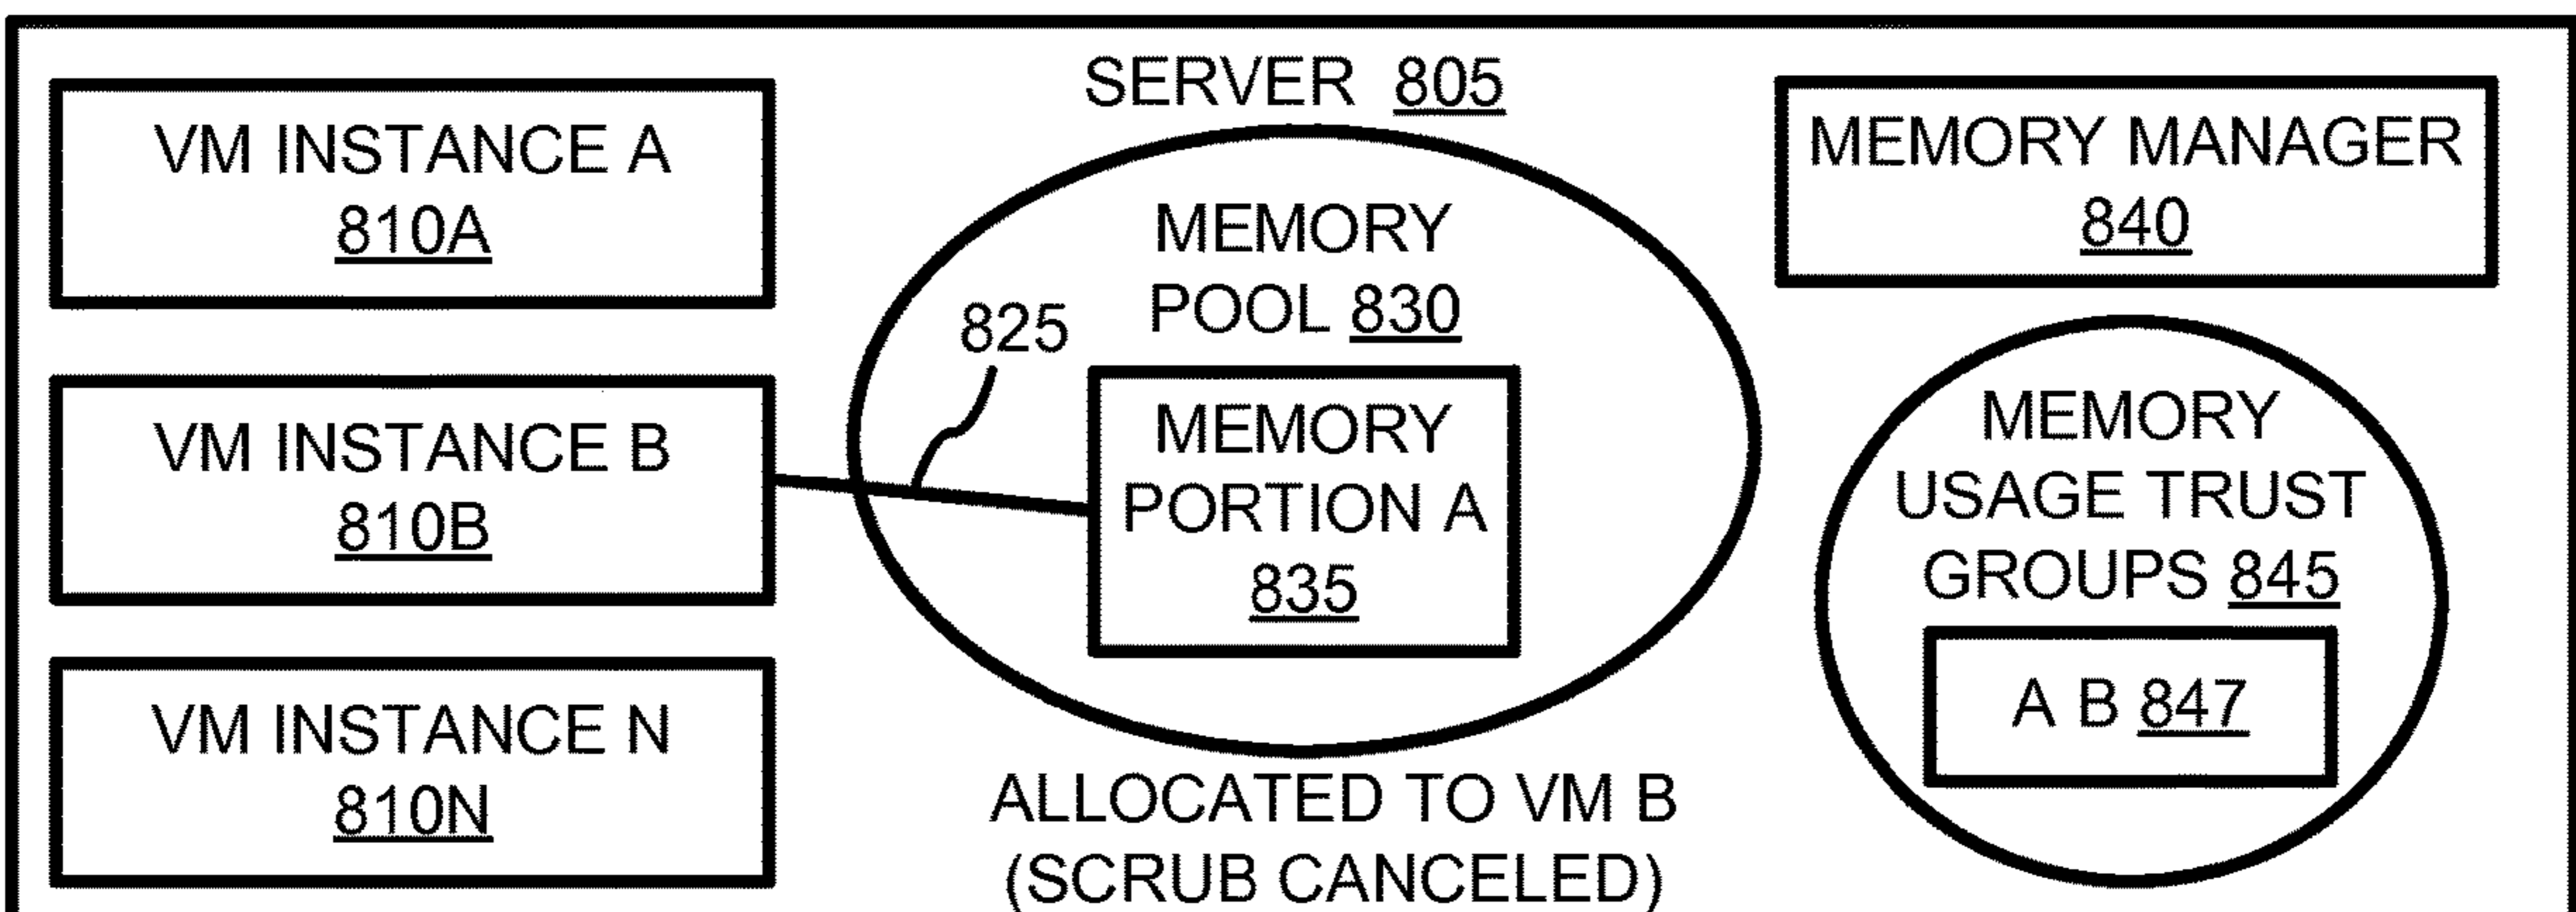 VM INSTANCE A
810A
VM INSTANCE B
810B
VM INSTANCE N
810N
SERVER 805
MEMORY
POOL 830
825
MEMORY
PORTION A
835
ALLOCATED TO VM B
(SCRUB CANCELED)
MEMORY MANAGER
840
MEMORY
USAGE TRUST
GROUPS 845
A B 847